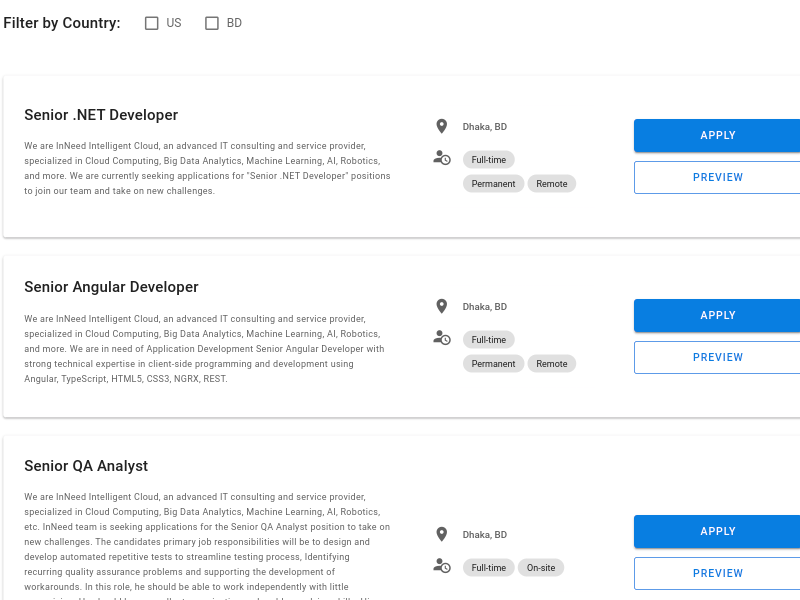 Filter by Country: US BD
Senior .NET Developer
We are InNeed Intelligent Cloud, an advanced IT consulting and service provider,
specialized in Cloud Computing, Big Data Analytics, Machine Learning, AI, Robotics,
and more. We are currently seeking applications for "Senior .NET Developer" positions
to join our team and take on new challenges.
Dhaka, BD
Full-time
Permanent Remote
APPLY
PREVIEW
Senior Angular Developer
We are InNeed Intelligent Cloud, an advanced IT consulting and service provider,
specialized in Cloud Computing, Big Data Analytics, Machine Learning, AI, Robotics,
and more. We are in need of Application Development Senior Angular Developer with
strong technical expertise in client-side programming and development using
Angular, TypeScript, HTML5, CSS3, NGRX, REST.
Dhaka, BD
Full-time
Permanent Remote
APPLY
PREVIEW
Senior QA Analyst
We are InNeed Intelligent Cloud, an advanced IT consulting and service provider,
specialized in Cloud Computing, Big Data Analytics, Machine Learning, AI, Robotics,
etc. InNeed team is seeking applications for the Senior QA Analyst position to take on
new challenges. The candidates primary job responsibilities will be to design and
develop automated repetitive tests to streamline testing process, Identifying
recurring quality assurance problems and supporting the development of
workarounds. In this role, he should be able to work independently with little
Dhaka, BD
Full-time On-site
APPLY
PREVIEW